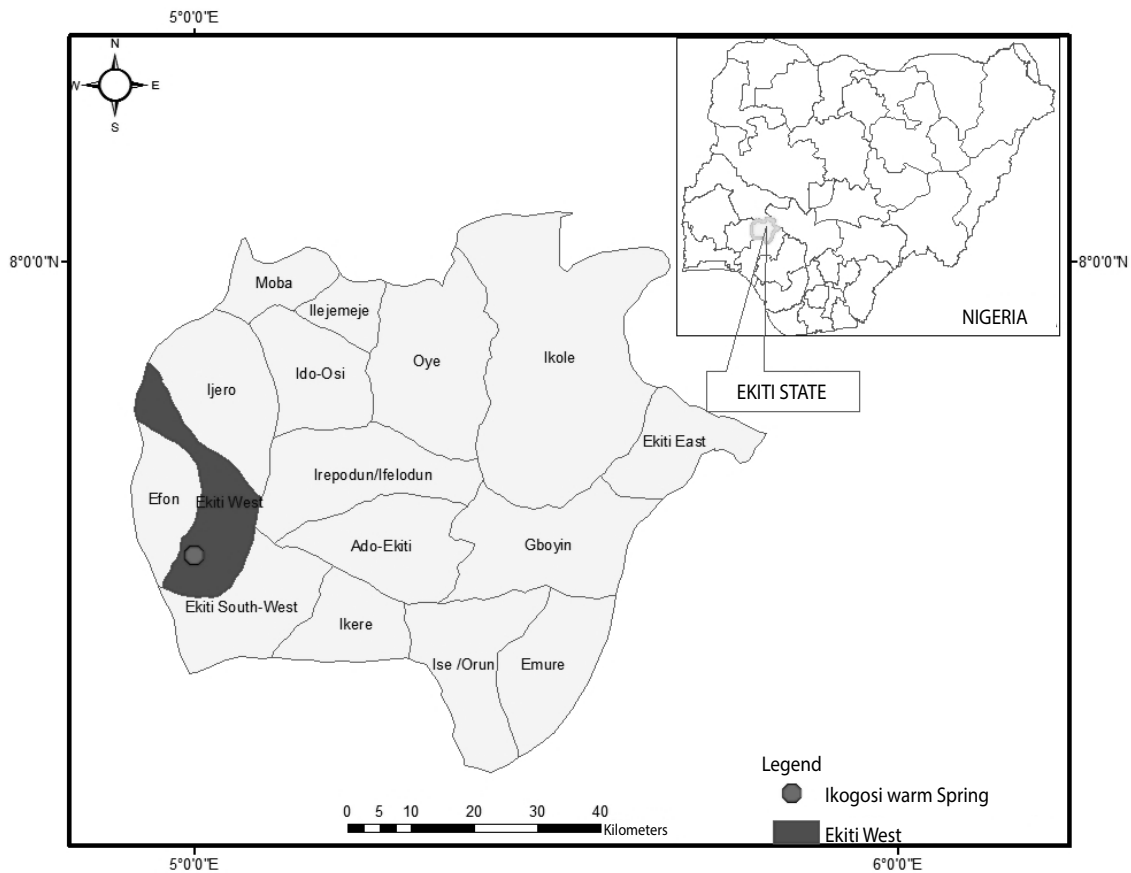 5°0'0"E
N
W
E
S
8°0'0"N
8°0'0"N
NIGERIA
EKITI STATE
Moba
Ilejemeje
Ido-Osi
Oye
Ikole
Ijero
Ekiti East
Irepodun/Ifelodun
Efon
Ekiti West
Ado-Ekiti
Gboyin
Ekiti South-West
Ikere
Ise /Orun
Emure
Legend
Ikogosi warm Spring
Ekiti West
0 5 10 20 30 40
Kilometers
5°0'0"E
6°0'0"E